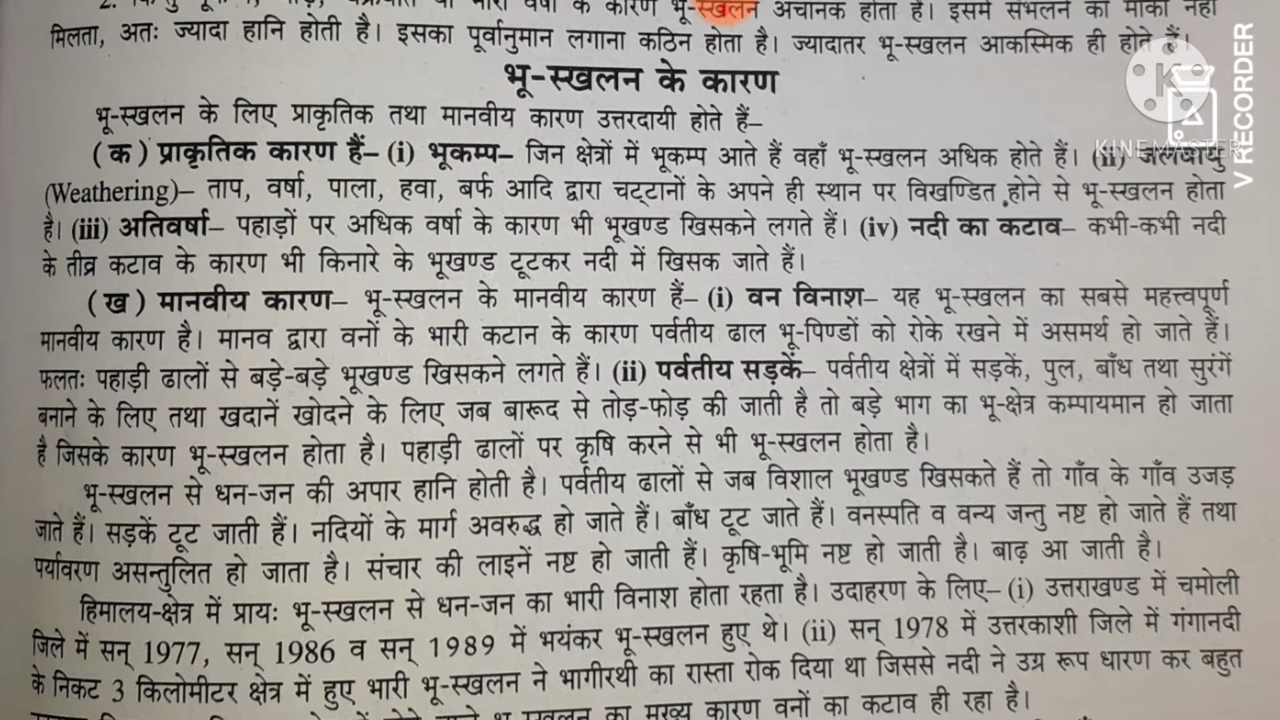 के कारण भू-स्खलन अचानक होता है। इसमें संभलने का मौका नहीं
मिलता, अतः ज्यादा हानि होती है। इसका पूर्वानुमान लगाना कठिन होता है। ज्यादातर भू-स्खलन आकस्मिक ही होते हैं।
भू-स्खलन के कारण
भू-स्खलन के लिए प्राकृतिक तथा मानवीय कारण उत्तरदायी होते हैं–
(क) प्राकृतिक कारण हैं– (i) भूकम्प– जिन क्षेत्रों में भूकम्प आते हैं वहाँ भू-स्खलन अधिक होते हैं। (ii) जलवायु
(Weathering)– ताप, वर्षा, पाला, हवा, बर्फ आदि द्वारा चट्टानों के अपने ही स्थान पर विखण्डित होने से भू-स्खलन होता
है। (iii) अतिवर्षा– पहाड़ों पर अधिक वर्षा के कारण भी भूखण्ड खिसकने लगते हैं। (iv) नदी का कटाव– कभी-कभी नदी
के तीव्र कटाव के कारण भी किनारे के भूखण्ड टूटकर नदी में खिसक जाते हैं।
(ख) मानवीय कारण– भू-स्खलन के मानवीय कारण हैं– (i) वन विनाश– यह भू-स्खलन का सबसे महत्त्वपूर्ण
मानवीय कारण है। मानव द्वारा वनों के भारी कटान के कारण पर्वतीय ढाल भू-पिण्डों को रोके रखने में असमर्थ हो जाते हैं।
फलतः पहाड़ी ढालों से बड़े-बड़े भूखण्ड खिसकने लगते हैं। (ii) पर्वतीय सड़कें– पर्वतीय क्षेत्रों में सड़कें, पुल, बाँध तथा सुरंगें
बनाने के लिए तथा खदानें खोदने के लिए जब बारूद से तोड़-फोड़ की जाती है तो बड़े भाग का भू-क्षेत्र कम्पायमान हो जाता
है जिसके कारण भू-स्खलन होता है। पहाड़ी ढालों पर कृषि करने से भी भू-स्खलन होता है।
भू-स्खलन से धन-जन की अपार हानि होती है। पर्वतीय ढालों से जब विशाल भूखण्ड खिसकते हैं तो गाँव के गाँव उजड़
जाते हैं। सड़कें टूट जाती हैं। नदियों के मार्ग अवरुद्ध हो जाते हैं। बाँध टूट जाते हैं। वनस्पति व वन्य जन्तु नष्ट हो जाते हैं तथा
पर्यावरण असन्तुलित हो जाता है। संचार की लाइनें नष्ट हो जाती हैं। कृषि-भूमि नष्ट हो जाती है। बाढ़ आ जाती है।
हिमालय-क्षेत्र में प्रायः भू-स्खलन से धन-जन का भारी विनाश होता रहता है। उदाहरण के लिए– (i) उत्तराखण्ड में चमोली
जिले में सन् 1977, सन् 1986 व सन् 1989 में भयंकर भू-स्खलन हुए थे। (ii) सन् 1978 में उत्तरकाशी जिले में गंगानदी
के निकट 3 किलोमीटर क्षेत्र में हुए भारी भू-स्खलन ने भागीरथी का रास्ता रोक दिया था जिससे नदी ने उग्र रूप धारण कर बहुत
भू-स्खलन का मुख्य कारण वनों का कटाव ही रहा है।
K
KINEMASTER
V RECORDER